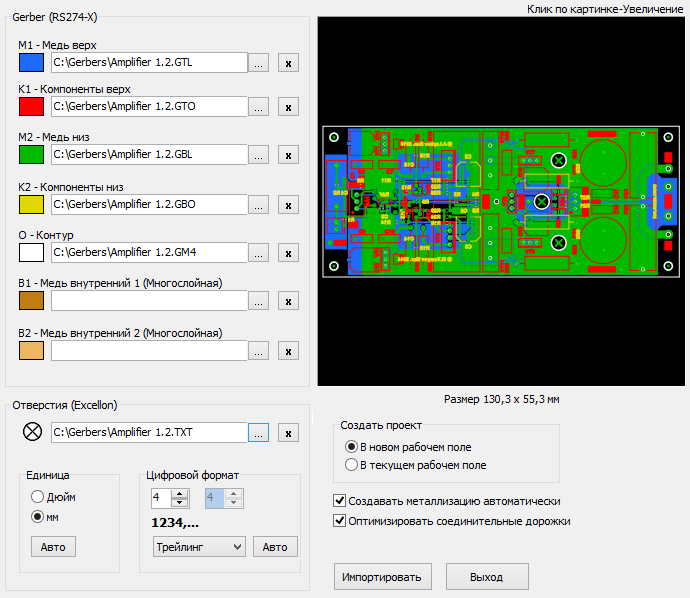 Gerber (RS274-X)
Клик по картинке-Увеличение
M1 - Медь верх
C:\Gerbers\Amplifier 1.2.GTL
...
x
K1 - Компоненты верх
C:\Gerbers\Amplifier 1.2.GTO
...
x
M2 - Медь низ
C:\Gerbers\Amplifier 1.2.GBL
...
x
K2 - Компоненты низ
C:\Gerbers\Amplifier 1.2.GBO
...
x
O - Контур
C:\Gerbers\Amplifier 1.2.GM4
...
x
B1 - Медь внутренний 1 (Многослойная)
...
x
B2 - Медь внутренний 2 (Многослойная)
...
x
Размер 130,3 x 55,3 мм
Отверстия (Excellon)
C:\Gerbers\Amplifier 1.2.TXT
...
x
Единица
Дюйм
мм
Авто
Цифровой формат
4
4
1234,...
Трейлинг
Авто
Создать проект
В новом рабочем поле
В текущем рабочем поле
Создавать металлизацию автоматически
Оптимизировать соединительные дорожки
Импортировать
Выход